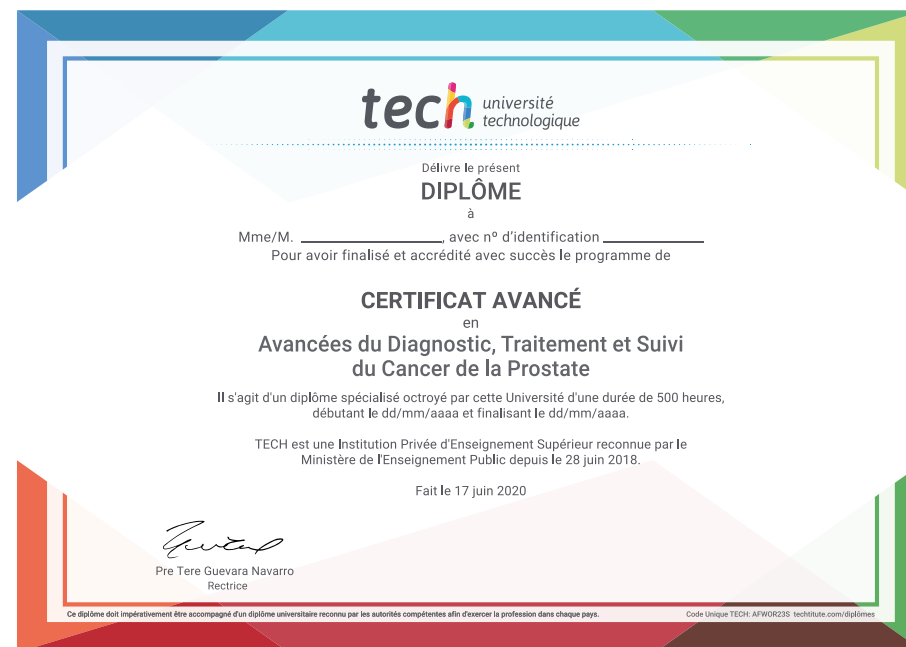 tech université
technologique
Délivre le présent
DIPLÔME
à
Mme/M. ____________________, avec nº d'identification ______________
Pour avoir finalisé et accrédité avec succès le programme de
CERTIFICAT AVANCÉ
en
Avancées du Diagnostic, Traitement et Suivi
du Cancer de la Prostate
Il s'agit d'un diplôme spécialisé octroyé par cette Université d'une durée de 500 heures,
débutant le dd/mm/aaaa et finalisant le dd/mm/aaaa.
TECH est une Institution Privée d'Enseignement Supérieur reconnue par le
Ministère de l'Enseignement Public depuis le 28 juin 2018.
Fait le 17 juin 2020
Pre Tere Guevara Navarro
Rectrice
Ce diplôme doit impérativement être accompagné d'un diplôme universitaire reconnu par les autorités compétentes afin d'exercer la profession dans chaque pays.
Code Unique TECH: AFWOR23S techtitute.com/diplômes